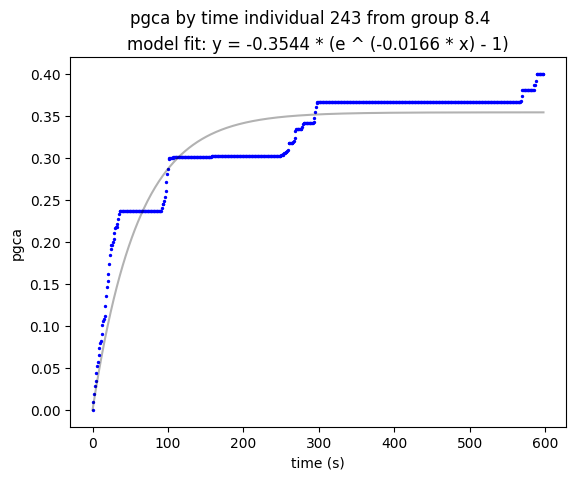 pgca by time individual 243 from group 8.4
model fit: y = -0.3544 * (e ^ (-0.0166 * x) - 1)
0.40
0.35
0.30
0.25
0.20
0.15
0.10
0.05
0.00
pgca
0 100 200 300 400 500 600
time (s)